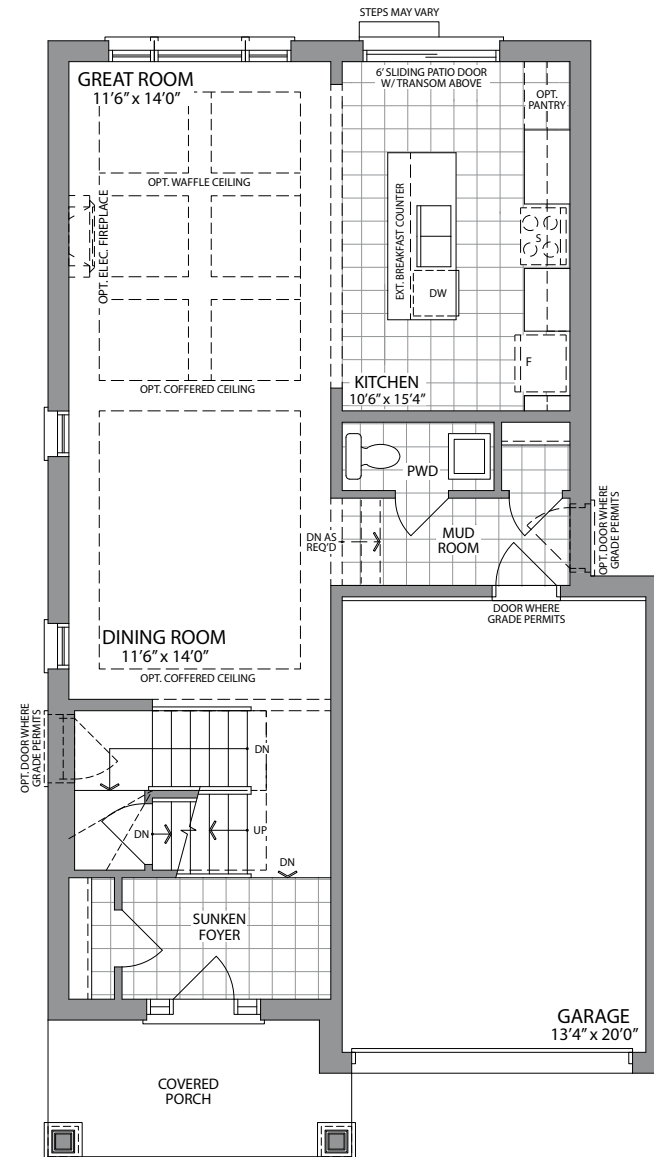 STEPS MAY VARY
GREAT ROOM
11'6" x 14'0"
6' SLIDING PATIO DOOR
W/ TRANSOM ABOVE
OPT.
PANTRY
OPT. WAFFLE CEILING
OPT. ELEC. FIREPLACE
EXT. BREAKFAST COUNTER
S
DW
F
OPT. COFFERED CEILING
KITCHEN
10'6" x 15'4"
PWD
DN AS
REQ'D
MUD
ROOM
OPT. DOOR WHERE
GRADE PERMITS
DOOR WHERE
GRADE PERMITS
DINING ROOM
11'6" x 14'0"
OPT. COFFERED CEILING
OPT. DOOR WHERE
GRADE PERMITS
DN
DN
UP
DN
SUNKEN
FOYER
GARAGE
13'4" x 20'0"
COVERED
PORCH